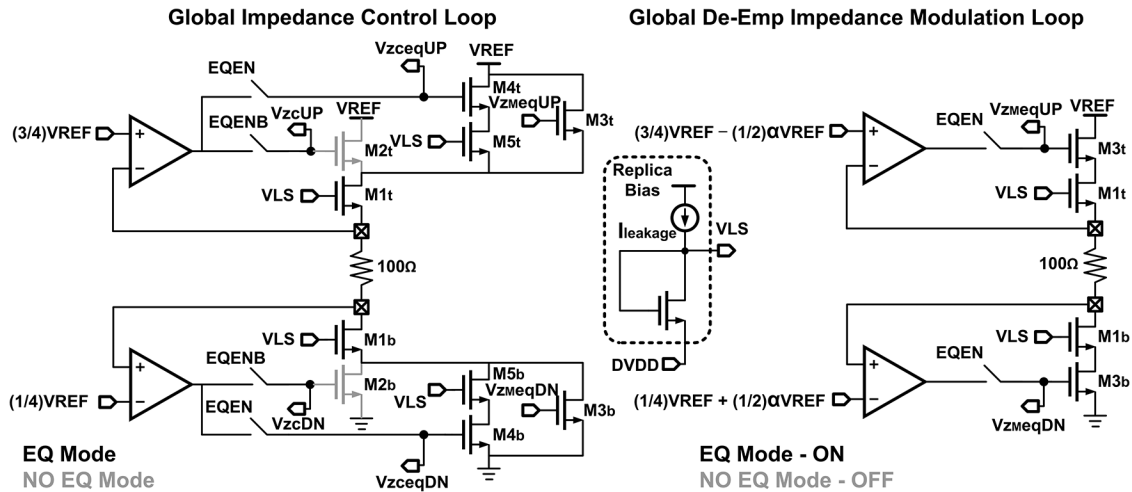 Global Impedance Control Loop
Global De-Emp Impedance Modulation Loop
VzceqUP
VREF
EQEN
M4t
VzcUP
VREF
VzMeqUP
M3t
(3/4)VREF
+
−
EQENB
M2t
VLS
M5t
VLS
M1t
100Ω
VLS
M1b
EQENB
M5b
VzMeqDN
+
−
M2b
VLS
M3b
(1/4)VREF
EQEN
VzcDN
M4b
VzceqDN
EQ Mode
NO EQ Mode
Replica
Bias
Ileakage
VLS
DVDD
VzMeqUP
VREF
EQEN
(3/4)VREF – (1/2)αVREF
+
−
M3t
VLS
M1t
100Ω
VLS
M1b
EQEN
+
−
M3b
(1/4)VREF + (1/2)αVREF
VzMeqDN
EQ Mode - ON
NO EQ Mode - OFF